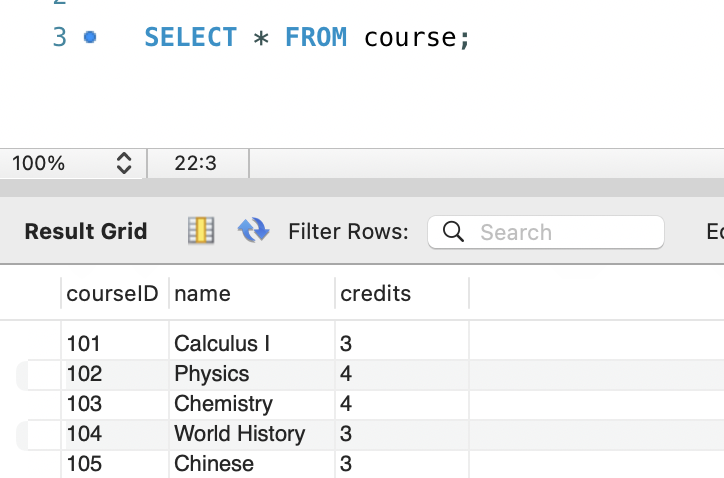 2
3 SELECT * FROM course;
100% 22:3
Result Grid Filter Rows: Search
courseID name credits
101 Calculus I 3
102 Physics 4
103 Chemistry 4
104 World History 3
105 Chinese 3